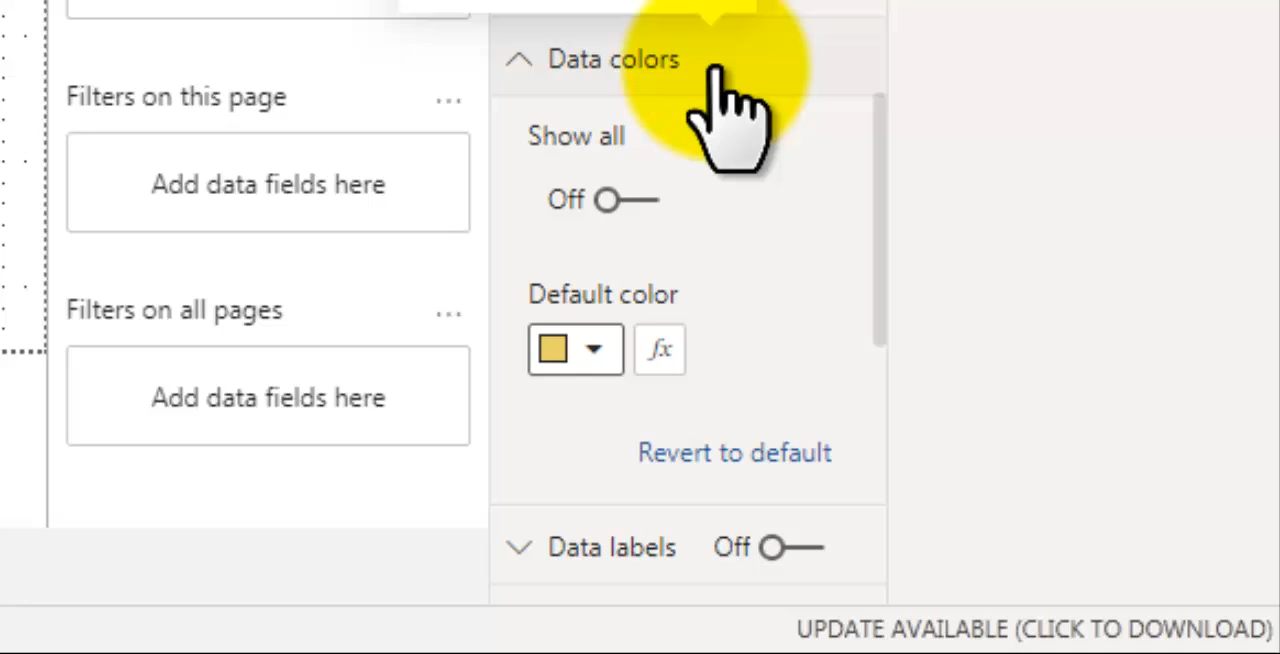 Data colors
Filters on this page ...
Show all
Add data fields here
Off
Default color
Filters on all pages ...
fx
Add data fields here
Revert to default
Data labels Off
UPDATE AVAILABLE (CLICK TO DOWNLOAD)